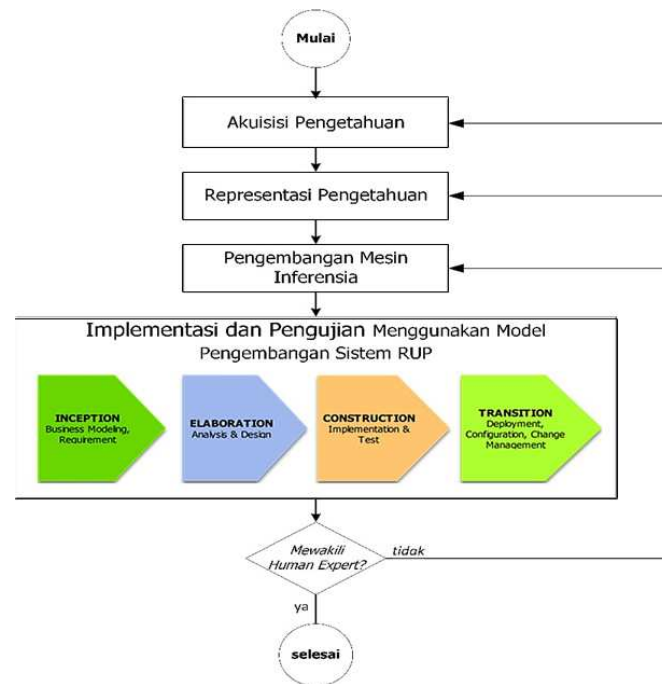 Mulai
Akuisisi Pengetahuan
Representasi Pengetahuan
Pengembangan Mesin
Inferensia
Implementasi dan Pengujian Menggunakan Model
Pengembangan Sistem RUP
INCEPTION
Business Modeling,
Requirement
ELABORATION
Analysis & Design
CONSTRUCTION
Implementation &
Test
TRANSITION
Deployment,
Configuration, Change
Management
Mewakili
Human Expert?
tidak
ya
selesai